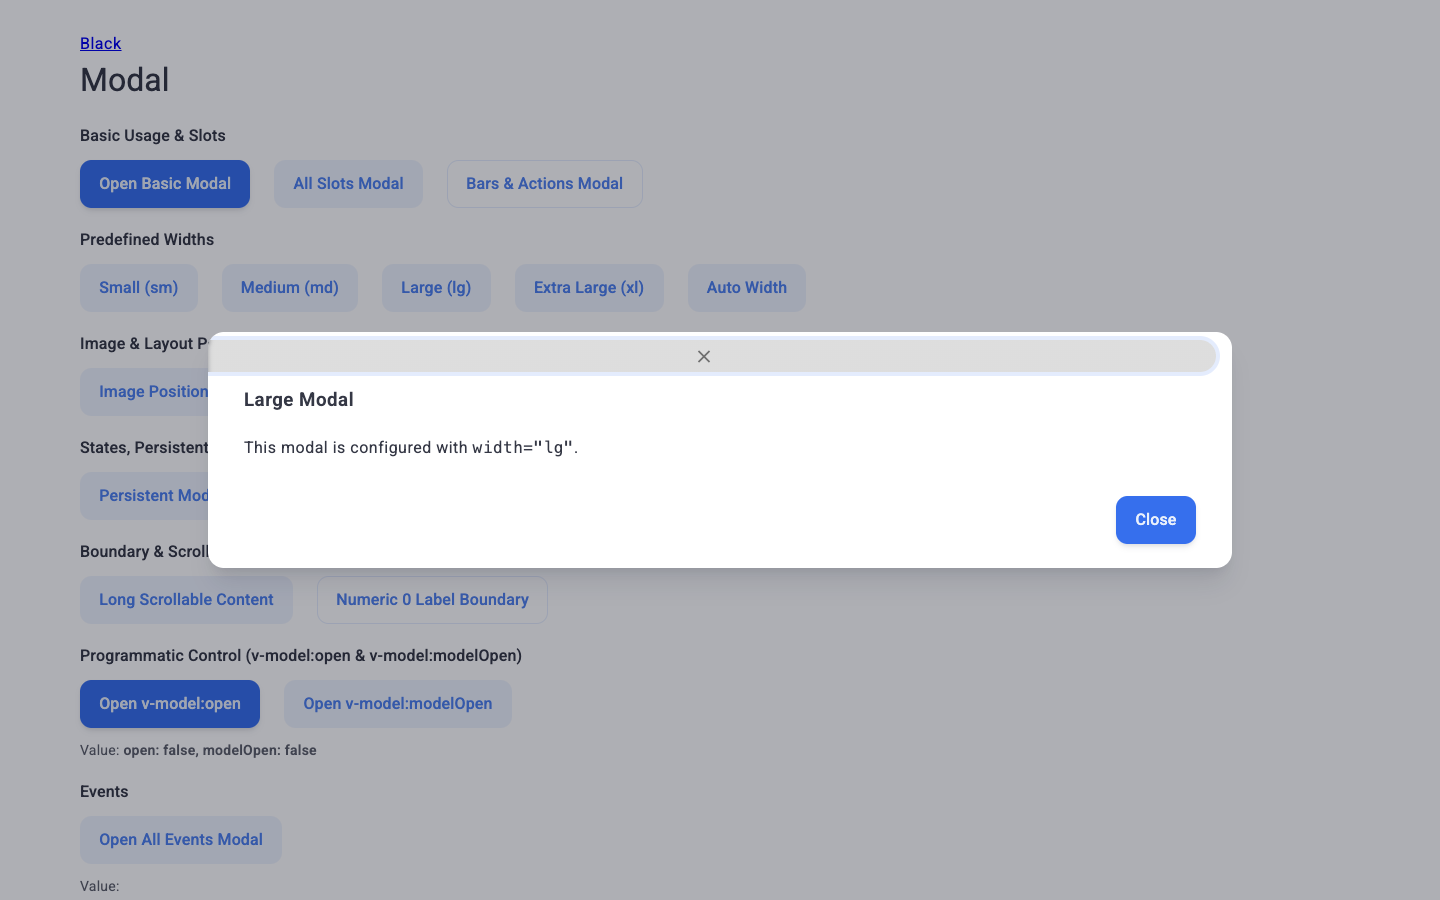 Black
Modal
Basic Usage & Slots
Open Basic Modal All Slots Modal Bars & Actions Modal
Predefined Widths
Small (sm) Medium (md) Large (lg) Extra Large (xl) Auto Width
Image & Layout P
Image Position
Large Modal
States, Persistent
This modal is configured with width="lg".
Persistent Mod
Close
Boundary & Scroll
Long Scrollable Content Numeric 0 Label Boundary
Programmatic Control (v-model:open & v-model:modelOpen)
Open v-model:open Open v-model:modelOpen
Value: open: false, modelOpen: false
Events
Open All Events Modal
Value: